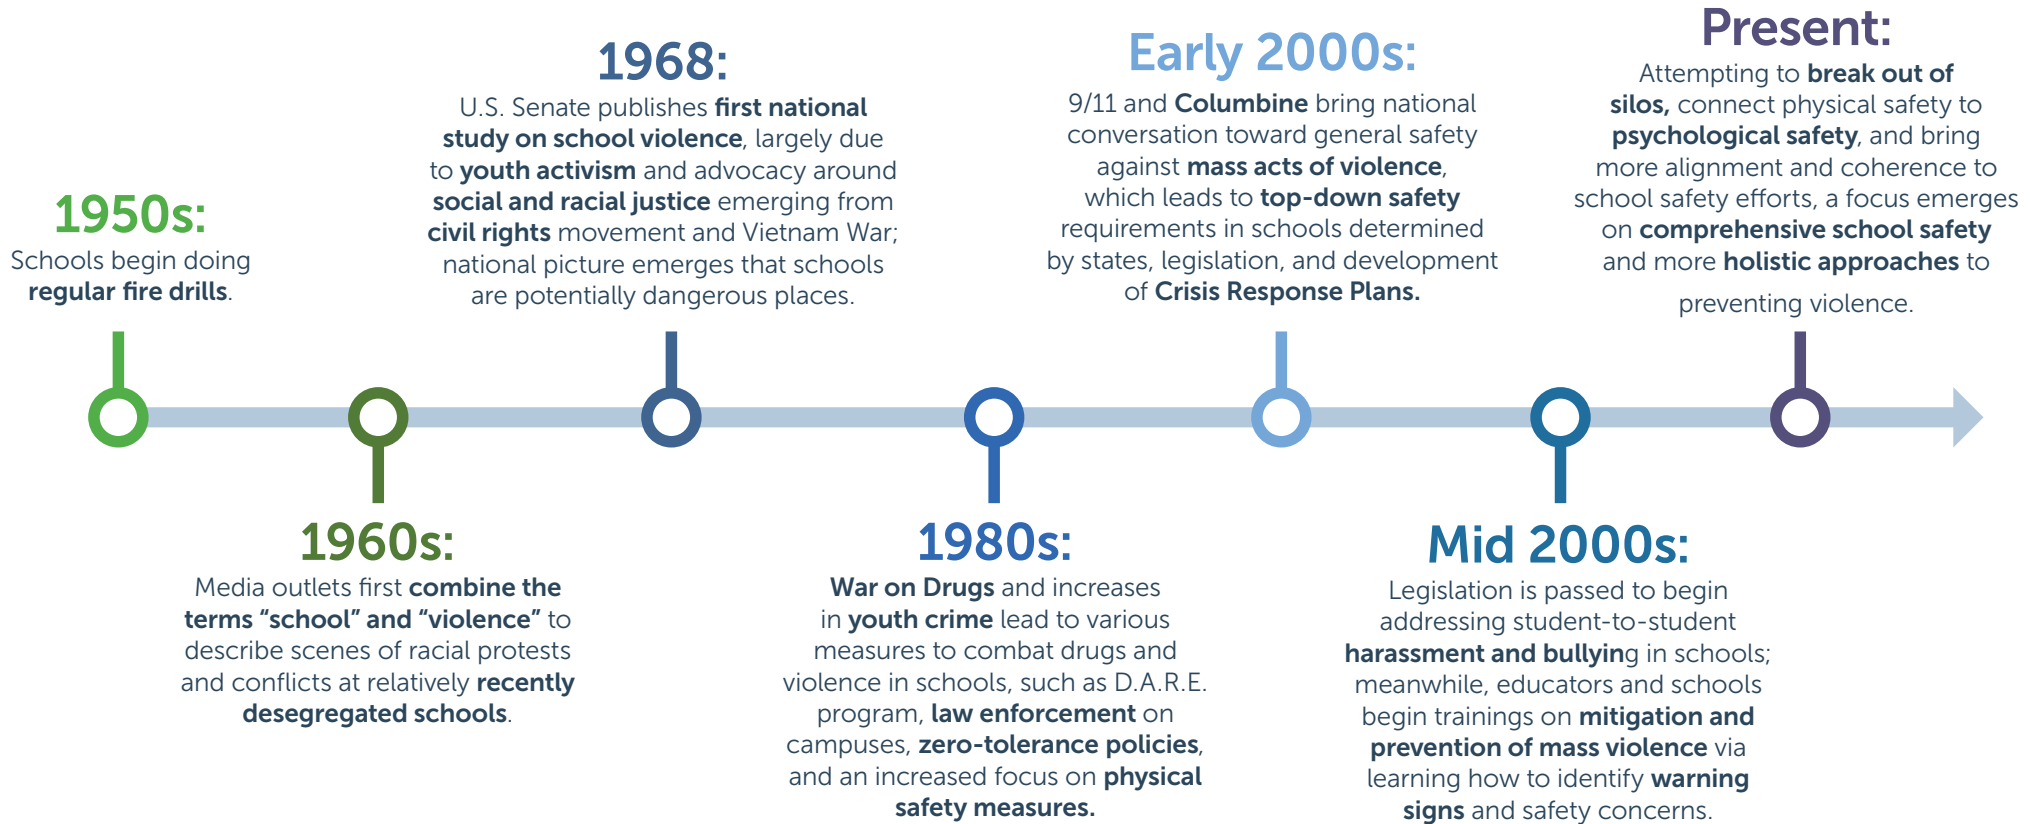 1950s:
Schools begin doing
regular fire drills.
1960s:
Media outlets first combine the
terms “school” and “violence” to
describe scenes of racial protests
and conflicts at relatively recently
desegregated schools.
1968:
U.S. Senate publishes first national
study on school violence, largely due
to youth activism and advocacy around
social and racial justice emerging from
civil rights movement and Vietnam War;
national picture emerges that schools
are potentially dangerous places.
1980s:
War on Drugs and increases
in youth crime lead to various
measures to combat drugs and
violence in schools, such as D.A.R.E.
program, law enforcement on
campuses, zero-tolerance policies,
and an increased focus on physical
safety measures.
Early 2000s:
9/11 and Columbine bring national
conversation toward general safety
against mass acts of violence,
which leads to top-down safety
requirements in schools determined
by states, legislation, and development
of Crisis Response Plans.
Mid 2000s:
Legislation is passed to begin
addressing student-to-student
harassment and bullying in schools;
meanwhile, educators and schools
begin trainings on mitigation and
prevention of mass violence via
learning how to identify warning
signs and safety concerns.
Present:
Attempting to break out of
silos, connect physical safety to
psychological safety, and bring
more alignment and coherence to
school safety efforts, a focus emerges
on comprehensive school safety
and more holistic approaches to
preventing violence.